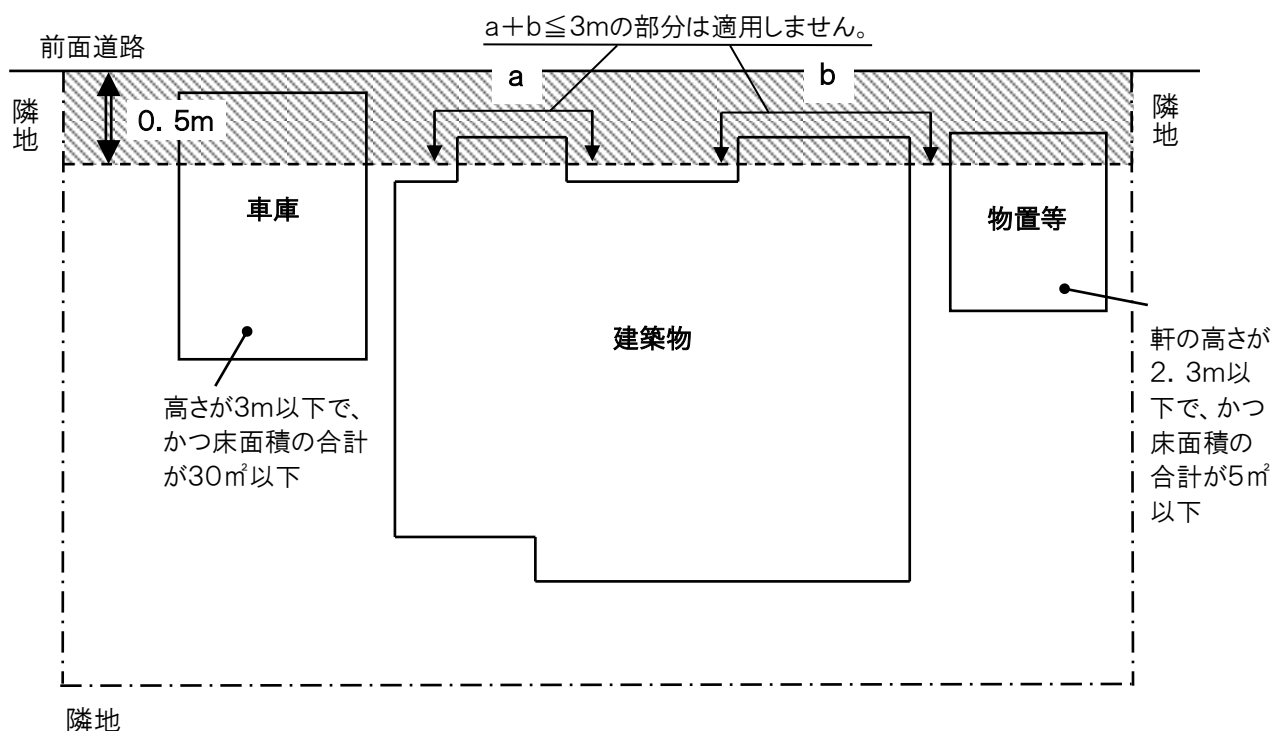 a+b≦3mの部分は適用しません。
前面道路
a
b
隣地
0.5m
隣地
車庫
物置等
建築物
高さが3m以下で、
かつ床面積の合計
が30㎡以下
軒の高さが
2.3m以
下で、かつ
床面積の
合計が5㎡
以下
隣地